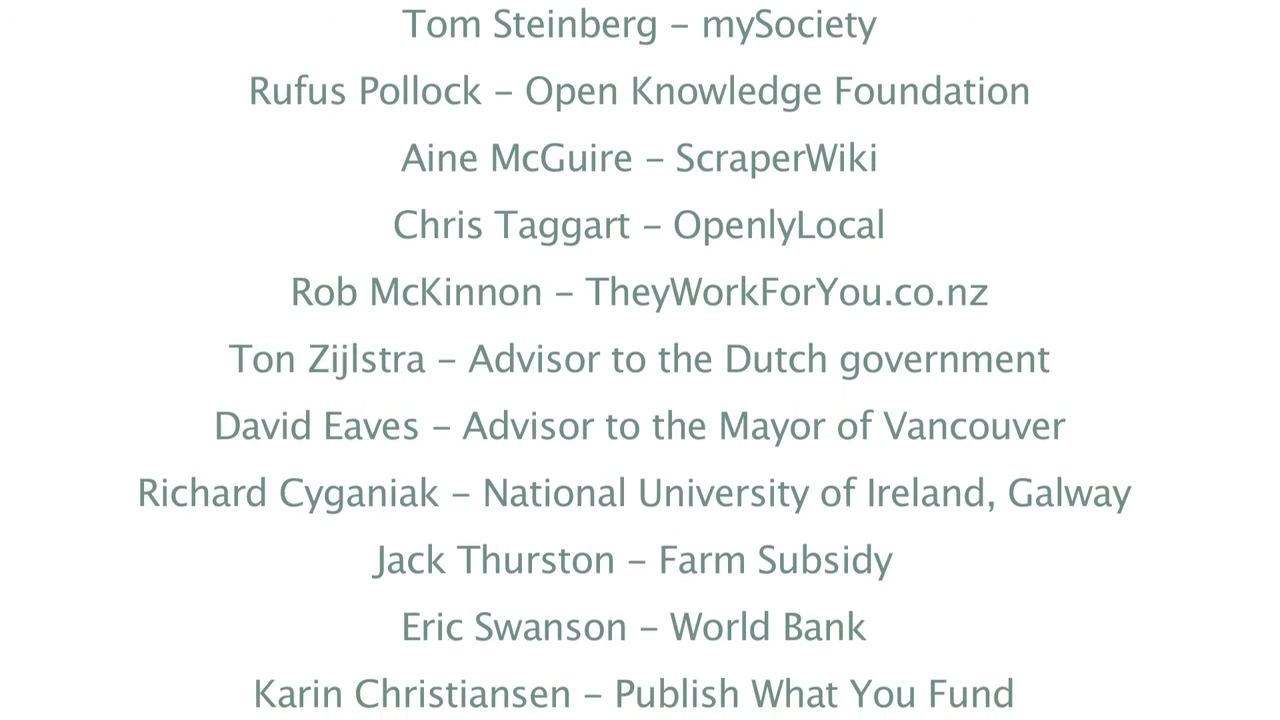 Tom Steinberg – mySociety
Rufus Pollock – Open Knowledge Foundation
Aine McGuire – ScraperWiki
Chris Taggart – OpenlyLocal
Rob McKinnon – TheyWorkForYou.co.nz
Ton Zijlstra – Advisor to the Dutch government
David Eaves – Advisor to the Mayor of Vancouver
Richard Cyganiak – National University of Ireland, Galway
Jack Thurston – Farm Subsidy
Eric Swanson – World Bank
Karin Christiansen – Publish What You Fund